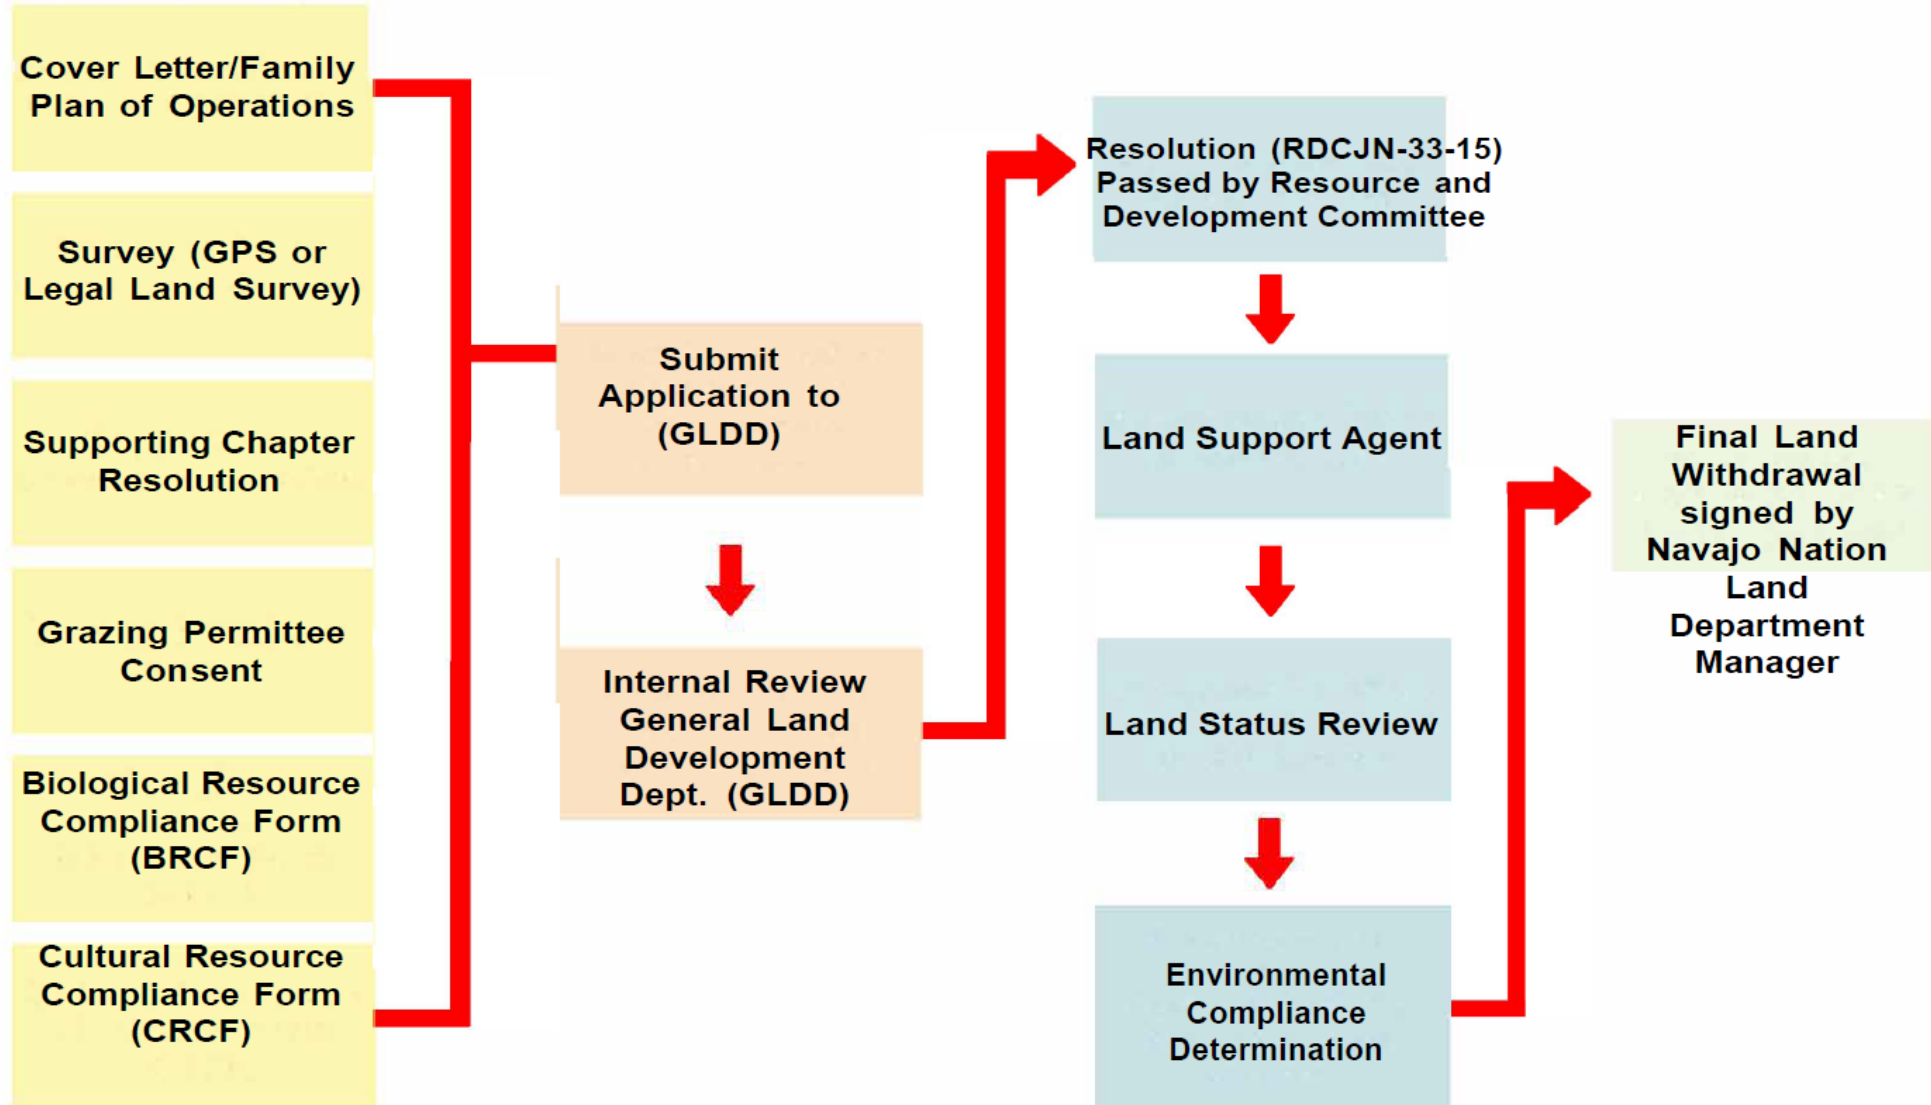 Cover Letter/Family
Plan of Operations
Survey (GPS or
Legal Land Survey)
Supporting Chapter
Resolution
Grazing Permittee
Consent
Biological Resource
Compliance Form
(BRCF)
Cultural Resource
Compliance Form
(CRCF)
Submit
Application to
(GLDD)
Internal Review
General Land
Development
Dept. (GLDD)
Resolution (RDCJN-33-15)
Passed by Resource and
Development Committee
Land Support Agent
Land Status Review
Environmental
Compliance
Determination
Final Land
Withdrawal
signed by
Navajo Nation
Land
Department
Manager